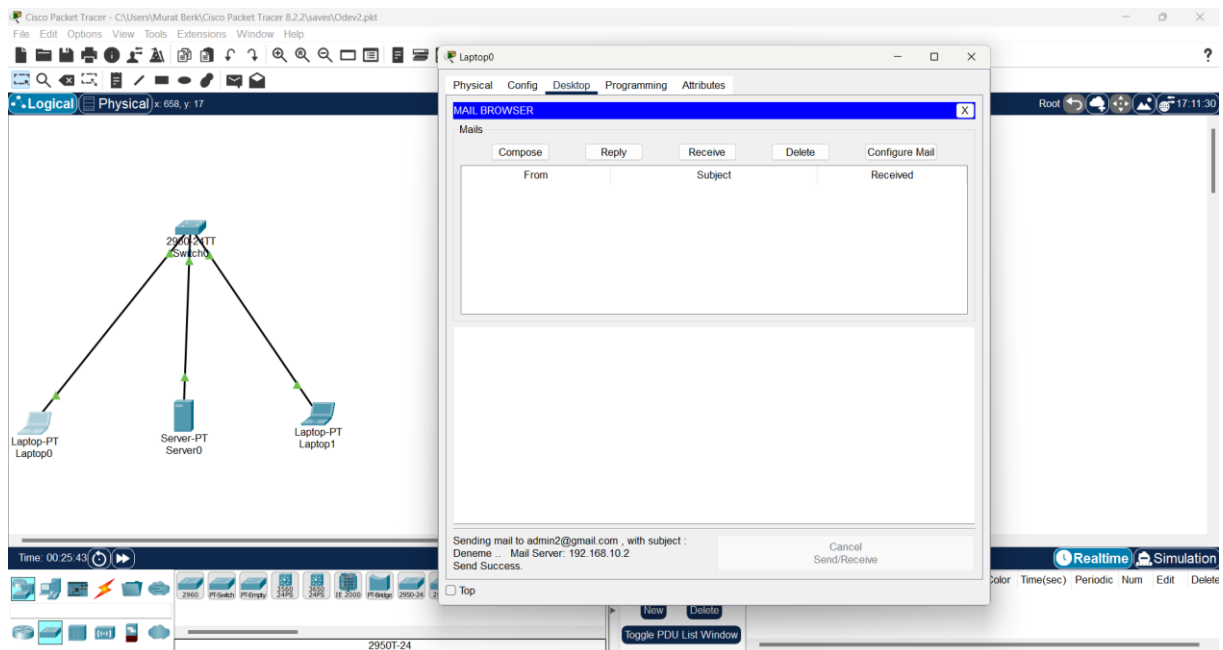 Cisco Packet Tracer - C:\Users\Murat Berk\Cisco Packet Tracer 8.2.2\saves\Odev2.pkt
File Edit Options View Tools Extensions Window Help
?
Logical Physical x: 658, y: 17
Root 17:11:30
Laptop0
Physical Config Desktop Programming Attributes
MAIL BROWSER X
Mails
Compose Reply Receive Delete Configure Mail
From Subject Received
Switch0
Laptop-PT
Laptop0
Server-PT
Server0
Laptop-PT
Laptop1
Sending mail to admin2@gmail.com , with subject :
Deneme .. Mail Server: 192.168.10.2
Send Success.
Cancel
Send/Receive
Top
Time: 00:25:43
Realtime Simulation
2960 PT-Switch PT-Empty 3560 24PS 3650 24PS IE 2000 PT-Bridge 2950-24
New Delete
Toggle PDU List Window
Time(sec) Periodic Num Edit Delete
2950T-24